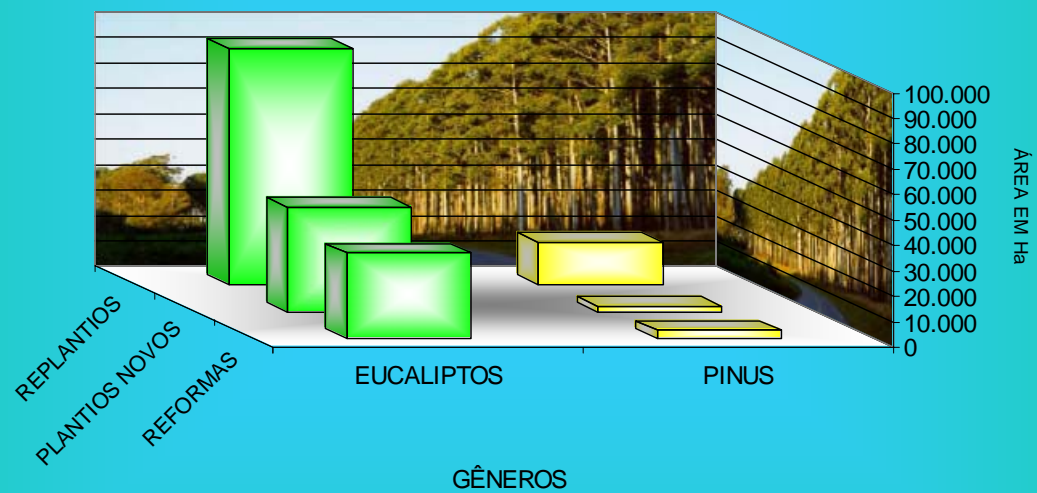 100.000
90.000
80.000
70.000
60.000
50.000
40.000
30.000
20.000
10.000
0
ÁREA EM Ha
REPLANTIOS
PLANTIOS NOVOS
REFORMAS
EUCALIPTOS
PINUS
GÊNEROS